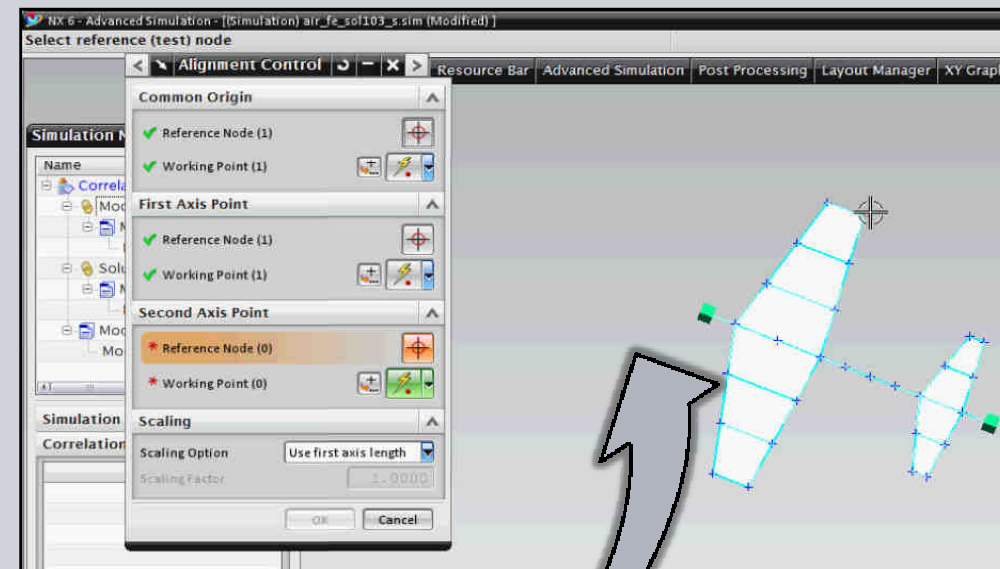 NX 6 - Advanced Simulation - [(Simulation) air_fe_sol103_s.sim (Modified) ]
Select reference (test) node
Alignment Control
Resource Bar
Advanced Simulation
Post Processing
Layout Manager
XY Grap
Common Origin
Simulation N
Reference Node (1)
Name
Working Point (1)
Correla
Mod
First Axis Point
Reference Node (1)
Solu
Working Point (1)
Second Axis Point
Mod
* Reference Node (0)
Mo
* Working Point (0)
Simulation
Scaling
Correlation
Scaling Option
Use first axis length
Scaling Factor
1.0000
OK
Cancel